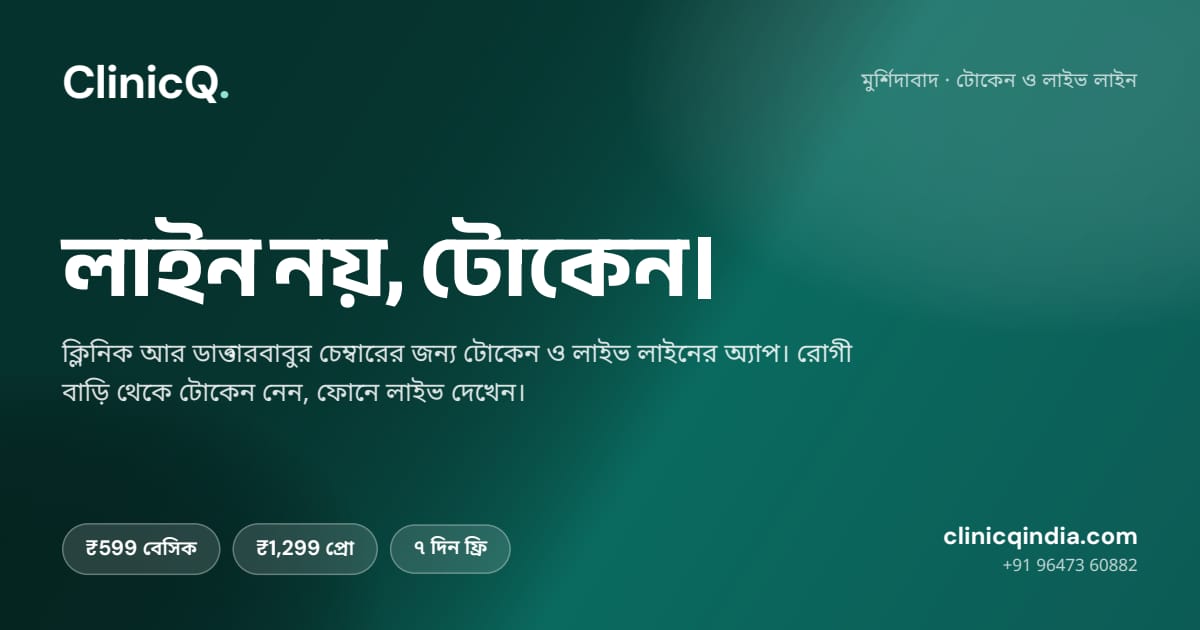 ClinicQ.
মুর্শিদাবাদ · টোকেন ও লাইভ লাইন
লাইন নয়, টোকেন।
ক্লিনিক আর ডাক্তারবাবুর চেম্বারের জন্য টোকেন ও লাইভ লাইনের অ্যাপ। রোগী
বাড়ি থেকে টোকেন নেন, ফোনে লাইভ দেখেন।
₹599 বেসিক
₹1,299 প্রো
৭ দিন ফ্রি
clinicqindia.com
+91 96473 60882